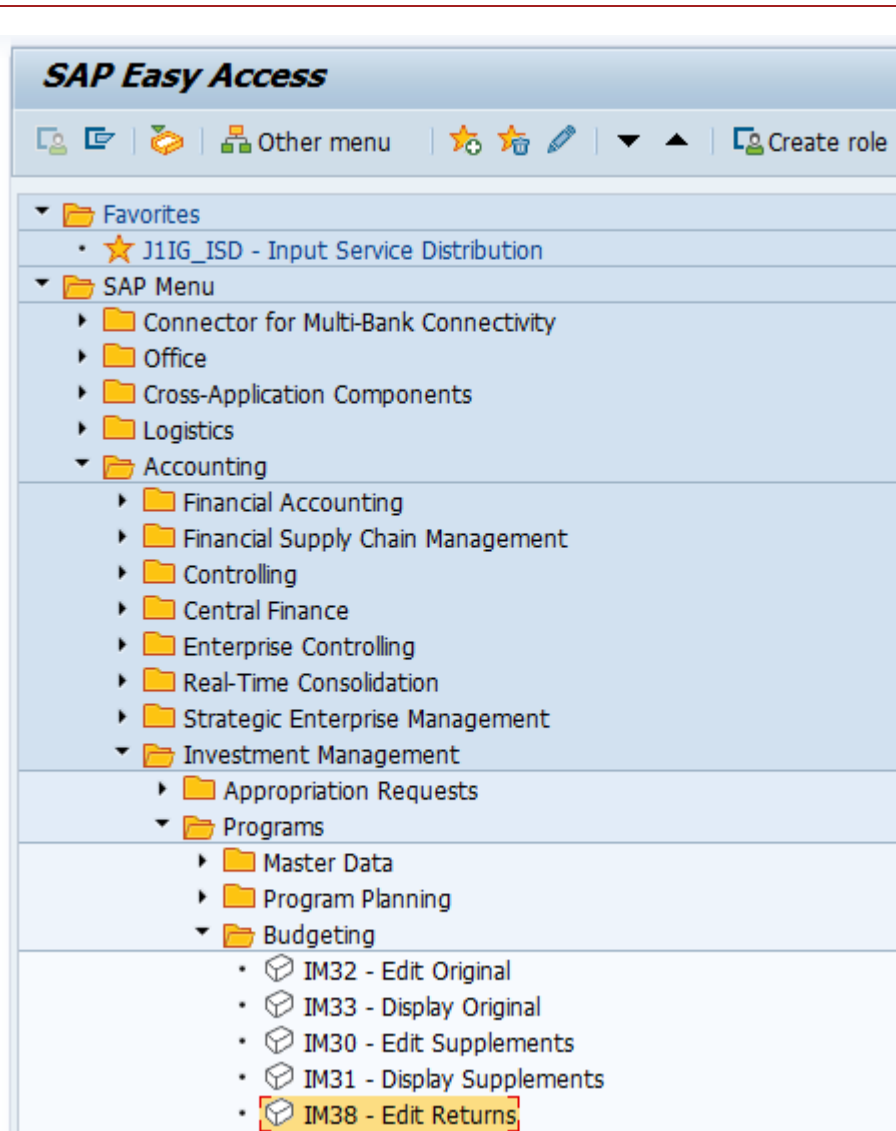 SAP Easy Access
Other menu Create role
Favorites
J1IG_ISD - Input Service Distribution
SAP Menu
Connector for Multi-Bank Connectivity
Office
Cross-Application Components
Logistics
Accounting
Financial Accounting
Financial Supply Chain Management
Controlling
Central Finance
Enterprise Controlling
Real-Time Consolidation
Strategic Enterprise Management
Investment Management
Appropriation Requests
Programs
Master Data
Program Planning
Budgeting
IM32 - Edit Original
IM33 - Display Original
IM30 - Edit Supplements
IM31 - Display Supplements
IM38 - Edit Returns